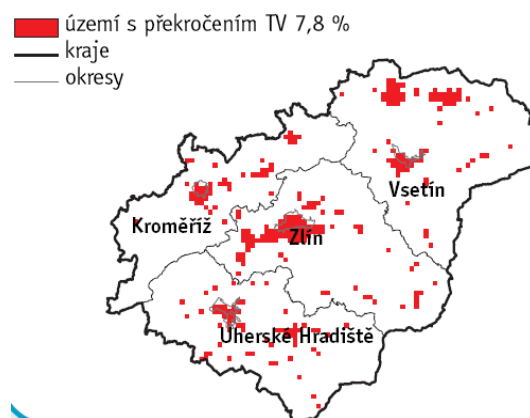 území s překročením TV 7,8 %
kraje
okresy
Vsetín
Kroměříž
Zlín
Uherské Hradiště